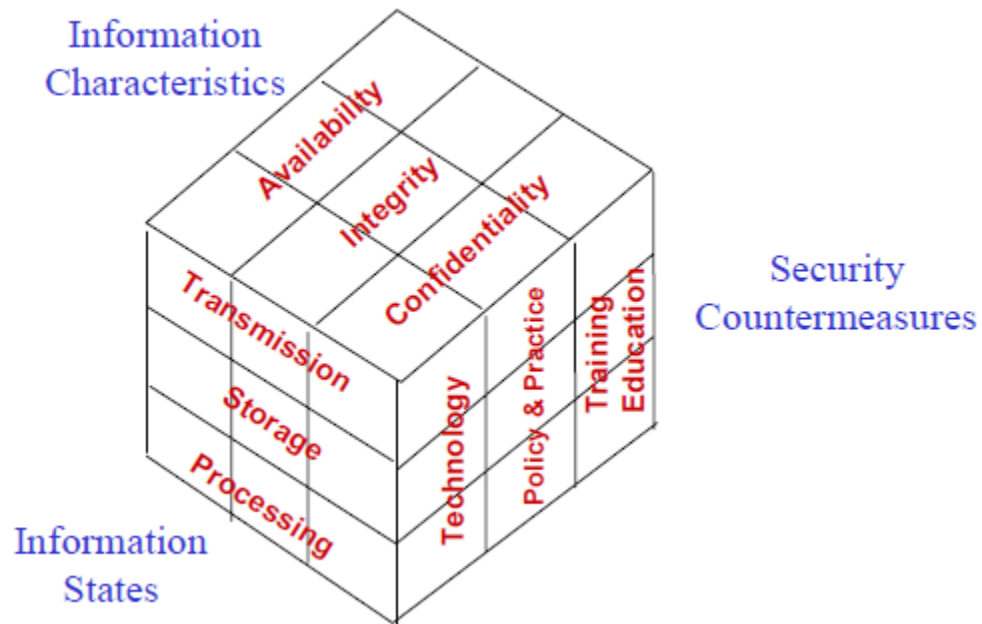 Information
Characteristics
Availability
Integrity
Confidentiality
Transmission
Storage
Processing
Technology
Policy & Practice
Training
Education
Security
Countermeasures
Information
States